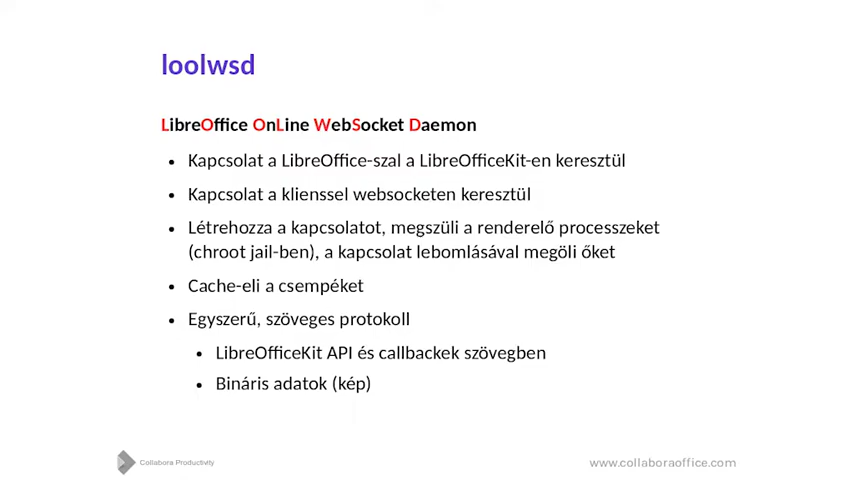 loolwsd
LibreOffice OnLine WebSocket Daemon
• Kapcsolat a LibreOffice-szal a LibreOfficeKit-en keresztül
• Kapcsolat a klienssel websocketen keresztül
• Létrehozza a kapcsolatot, megszüli a renderelő processzeket
(chroot jail-ben), a kapcsolat lebomlásával megöli őket
• Cache-eli a csempéket
• Egyszerű, szöveges protokoll
• LibreOfficeKit API és callbackek szövegben
• Bináris adatok (kép)
Collabora Productivity
www.collaboraoffice.com